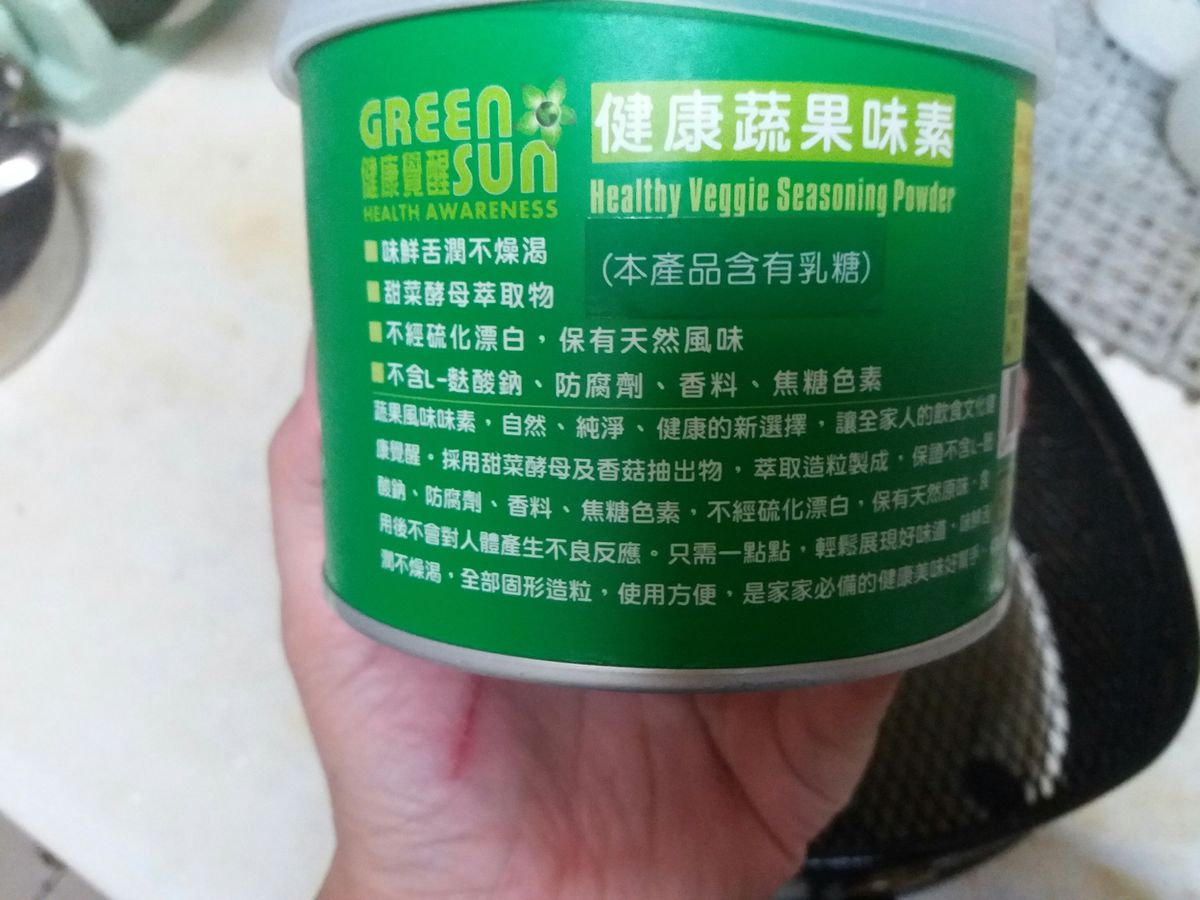 GREEN
健康覺醒SUN
HEALTH AWARENESS
健康蔬果味素
Healthy Veggie Seasoning Powder
(本產品含有乳糖)
味鮮舌潤不燥渴
甜菜酵母萃取物
不經硫化漂白，保有天然風味
不含L-麩酸鈉、防腐劑、香料、焦糖色素
蔬果風味味素，自然、純淨、健康的新選擇，讓全家人的飲食文化健
康覺醒。採用甜菜酵母及香菇抽出物，萃取造粒製成，保證不含L-麩
酸鈉、防腐劑、香料、焦糖色素，不經硫化漂白，保有天然原味，食
用後不會對人體產生不良反應。只需一點點，輕鬆展現好味道，味鮮舌
潤不燥渴，全部固形造粒，使用方便，是家家必備的健康美味好幫手。